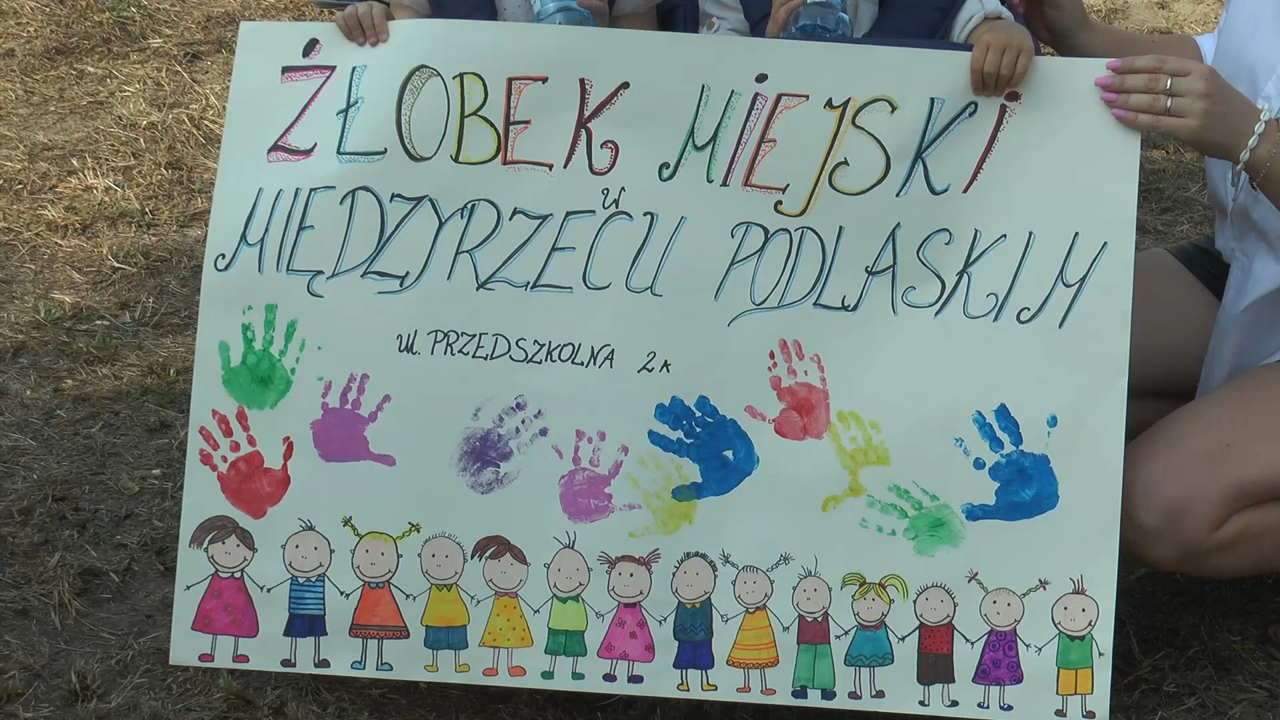 ŻŁOBEK MIEJSKI
W
MIĘDZYRZECU PODLASKIM
ul. PRZEDSZKOLNA 2A